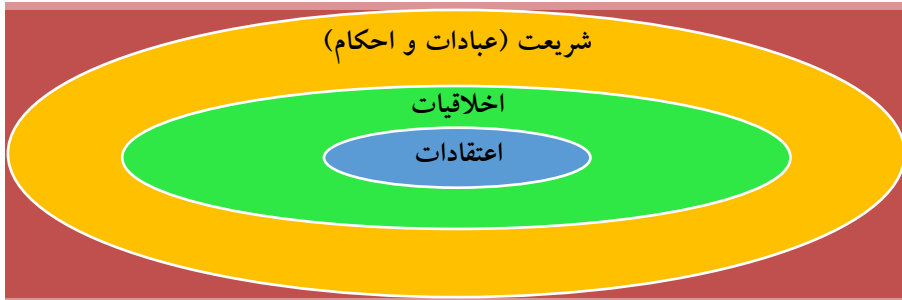 شریعت (عبادات و احکام)
اخلاقیات
اعتقادات